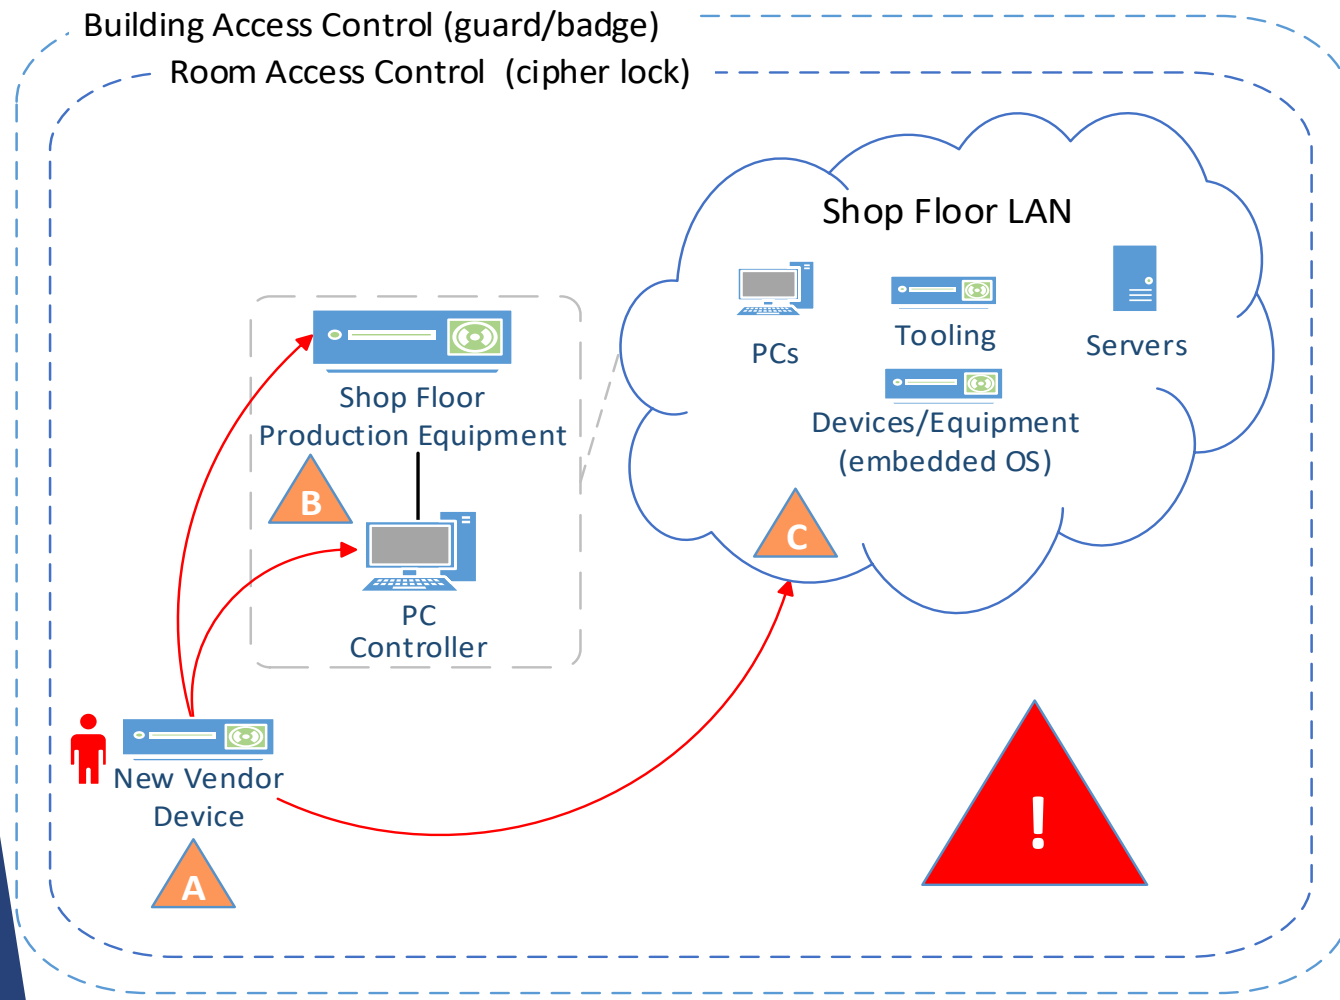 Building Access Control (guard/badge)
Room Access Control  (cipher lock)
Shop Floor LAN
PCs
Tooling
Servers
Devices/Equipment
(embedded OS)
C
Shop Floor
Production Equipment
B
PC
Controller
New Vendor
Device
A
!